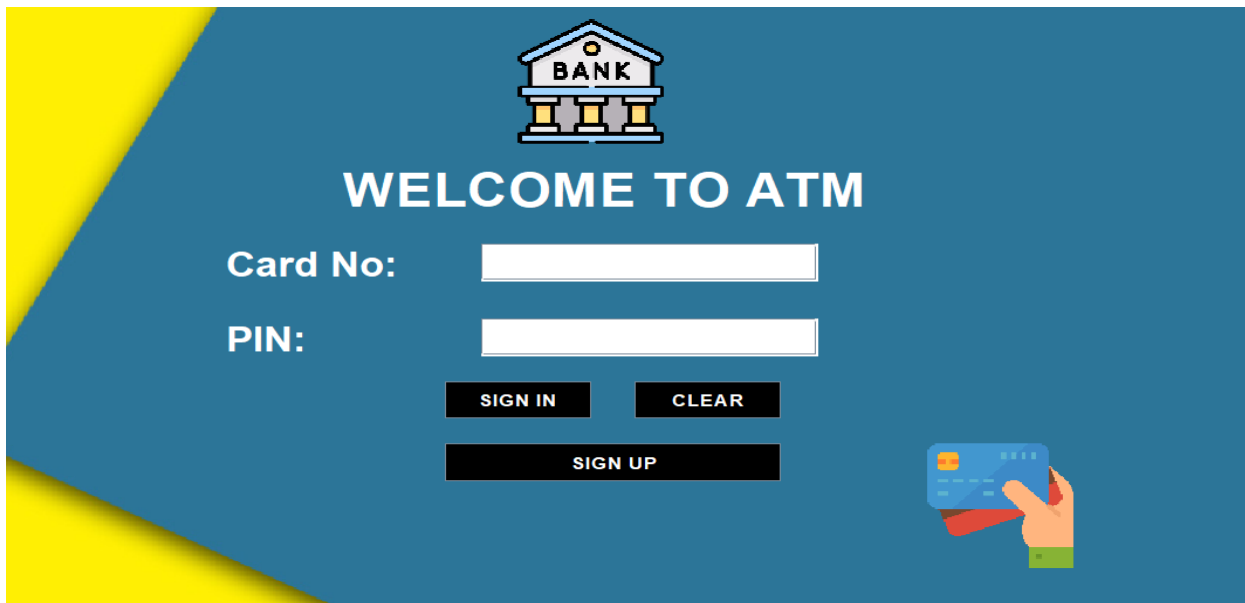 BANK
WELCOME TO ATM
Card No:
PIN:
SIGN IN CLEAR
SIGN UP